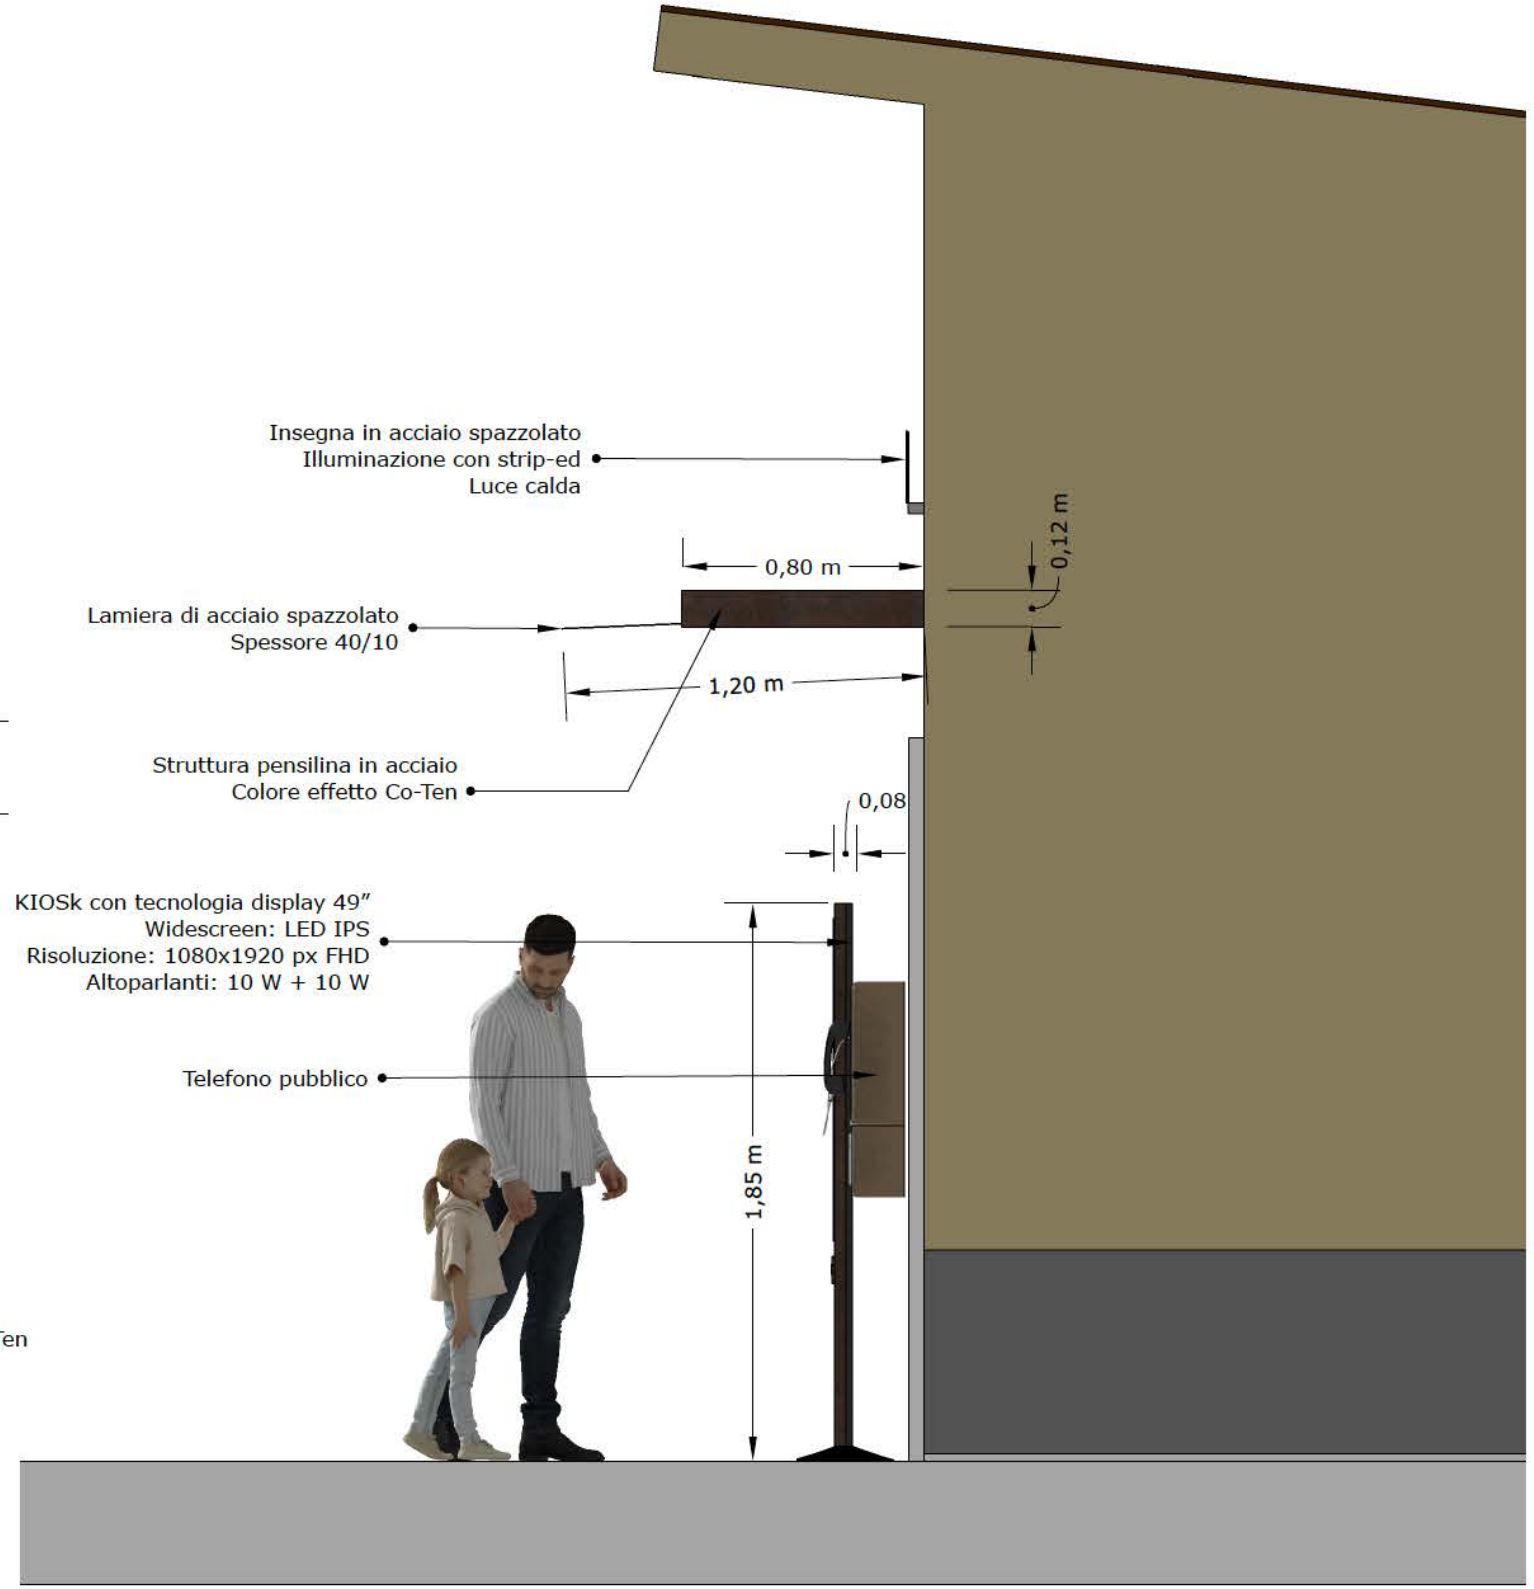 Insegna in acciaio spazzolato
Illuminazione con strip-ed
Luce calda
0,12 m
0,80 m
Lamiera di acciaio spazzolato
Spessore 40/10
1,20 m
Struttura pensilina in acciaio
Colore effetto Co-Ten
0,08
KIOSk con tecnologia display 49”
Widescreen: LED IPS
Risoluzione: 1080x1920 px FHD
Altoparlanti: 10 W + 10 W
Telefono pubblico
1,85 m
en